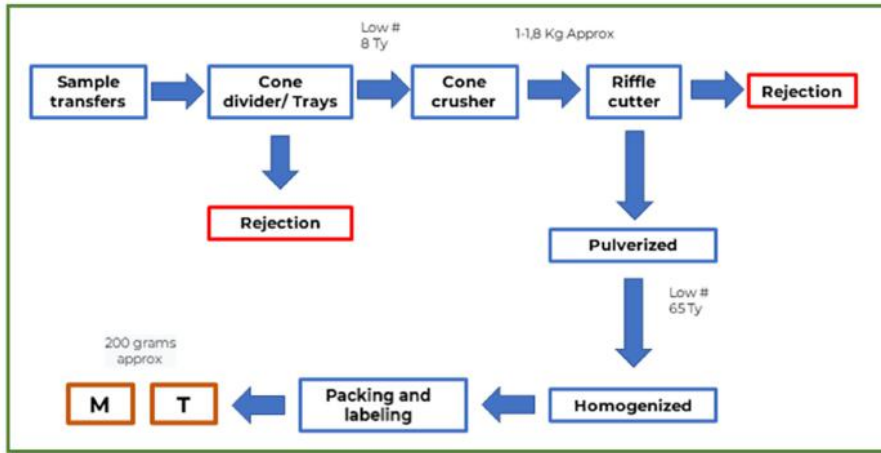 Low #
8 Ty
1-1,8 Kg Approx
Sample
transfers
Cone
divider/ Trays
Cone
crusher
Riffle
cutter
Rejection
Rejection
Pulverized
Low #
65 Ty
200 grams
approx
M
T
Packing and
labeling
Homogenized